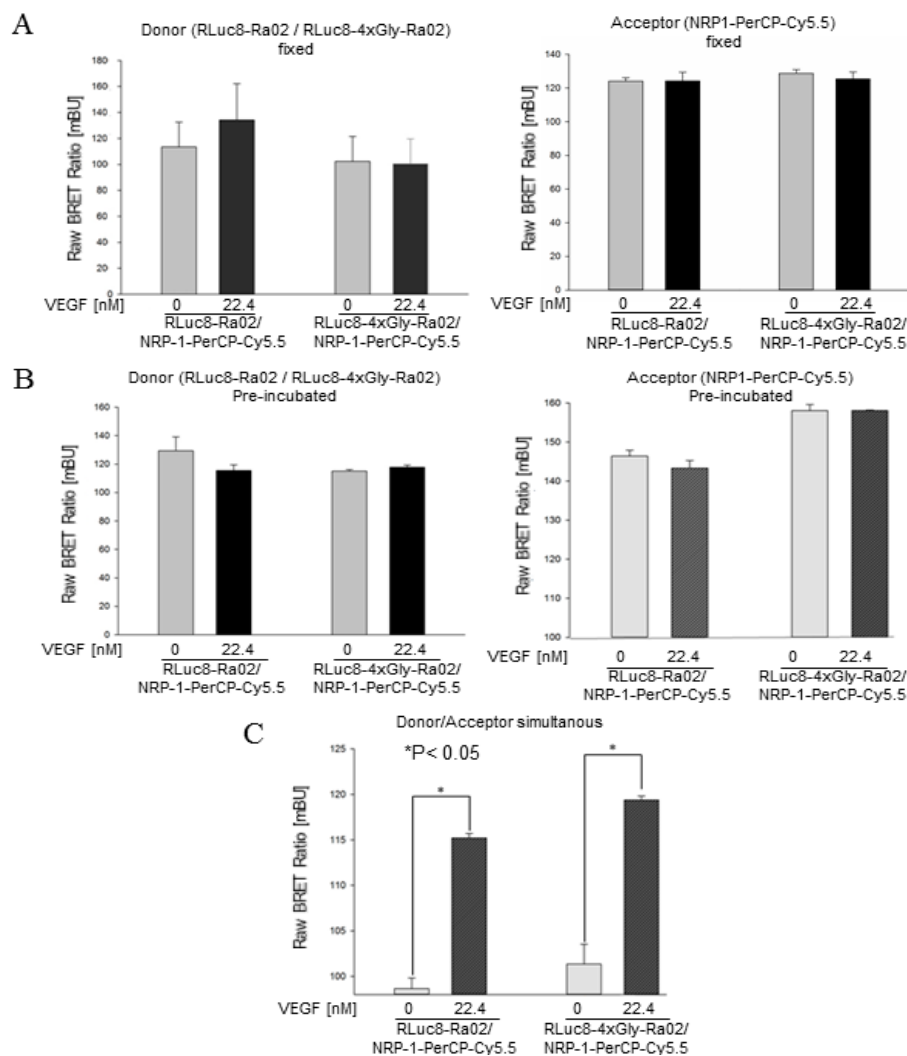 A
Donor (RLuc8-Ra02 / RLuc8-4xGly-Ra02)
fixed
Raw BRET Ratio [mBU]
160
140
120
100
80
60
40
20
0
VEGF [nM]
0 22.4 0 22.4
RLuc8-Ra02/ RLuc8-4xGly-Ra02/
NRP-1-PerCP-Cy5.5 NRP-1-PerCP-Cy5.5
Acceptor (NRP1-PerCP-Cy5.5)
fixed
Raw BRET Ratio [mBU]
140
120
100
80
60
40
20
0
VEGF [nM]
0 22.4 0 22.4
RLuc8-Ra02/ RLuc8-4xGly-Ra02/
NRP-1-PerCP-Cy5.5 NRP-1-PerCP-Cy5.5
B
Donor (RLuc8-Ra02 / RLuc8-4xGly-Ra02)
Pre-incubated
Raw BRET Ratio [mBU]
160
140
120
100
80
60
40
20
0
VEGF [nM]
0 22.4 0 22.4
RLuc8-Ra02/ RLuc8-4xGly-Ra02/
NRP-1-PerCP-Cy5.5 NRP-1-PerCP-Cy5.5
Acceptor (NRP1-PerCP-Cy5.5)
Pre-incubated
Raw BRET Ratio [mBU]
160
150
140
130
120
110
100
VEGF [nM]
0 22.4 0 22.4
RLuc8-Ra02/ RLuc8-4xGly-Ra02/
NRP-1-PerCP-Cy5.5 NRP-1-PerCP-Cy5.5
C
Donor/Acceptor simultanous
*P< 0.05
*
*
Raw BRET Ratio [mBU]
125
120
115
110
105
100
VEGF [nM]
0 22.4 0 22.4
RLuc8-Ra02/ RLuc8-4xGly-Ra02/
NRP-1-PerCP-Cy5.5 NRP-1-PerCP-Cy5.5